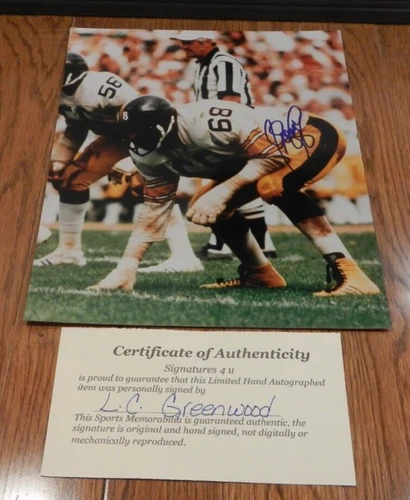 56
68
Certificate of Authenticity
Signatures 4 u
is proud to guarantee that this Limited Hand Autographed
item was personally signed by
L.C. Greenwood
This Sports Memorabilia is guaranteed authentic, the
signature is original and hand signed, not digitally or
mechanically reproduced.